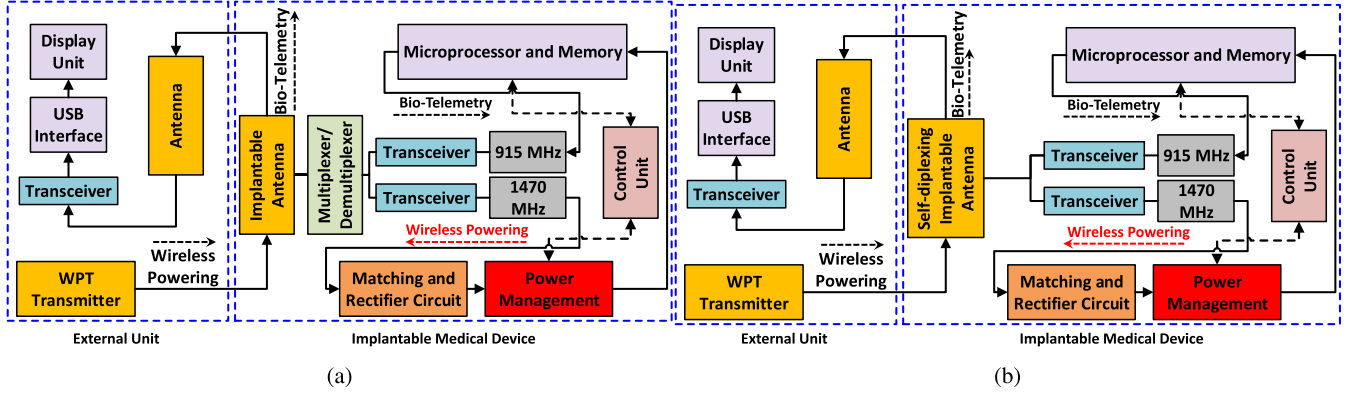 Display
Unit
USB
Interface
Transceiver
Antenna
Wireless
Powering
WPT
Transmitter
External Unit
Bio-Telemetry
Implantable
Antenna
Multiplexer/
Demultiplexer
Microprocessor and Memory
Bio-Telemetry
Transceiver
915 MHz
Transceiver
1470
MHz
Control
Unit
Wireless Powering
Matching and
Rectifier Circuit
Power
Management
Implantable Medical Device
(a)
Display
Unit
USB
Interface
Transceiver
Antenna
Wireless
Powering
WPT
Transmitter
External Unit
Bio-Telemetry
Self-diplexing
Implantable
Antenna
Microprocessor and Memory
Bio-Telemetry
Transceiver
915 MHz
Transceiver
1470
MHz
Control
Unit
Wireless Powering
Matching and
Rectifier Circuit
Power
Management
Implantable Medical Device
(b)